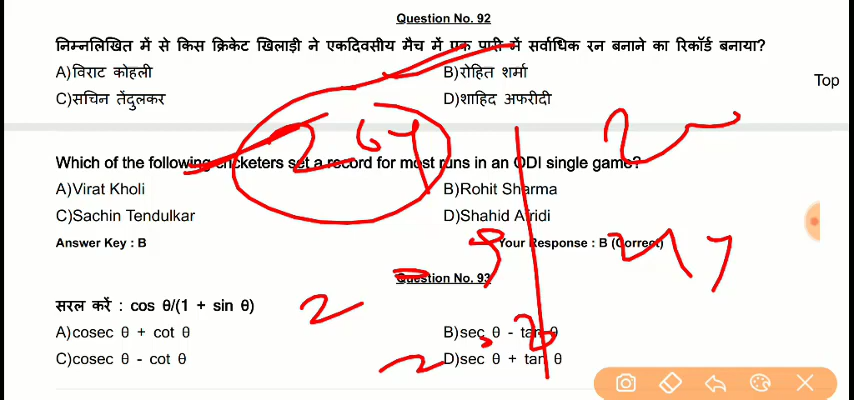 Question No. 92
निम्नलिखित में से किस क्रिकेट खिलाड़ी ने एकदिवसीय मैच में एक पारी में सर्वाधिक रन बनाने का रिकॉर्ड बनाया?
A)विराट कोहली B)रोहित शर्मा
Top
C)सचिन तेंदुलकर D)शाहिद अफरीदी
264
Which of the following cricketers set a record for most runs in an ODI single game?
A)Virat Kholi B)Rohit Sharma
C)Sachin Tendulkar D)Shahid Afridi
Answer Key : B Your Response : B (Correct)
Question No. 93
सरल करें : cos θ/(1 + sin θ)
A)cosec θ + cot θ B)sec θ - tan θ
C)cosec θ - cot θ D)sec θ + tan θ